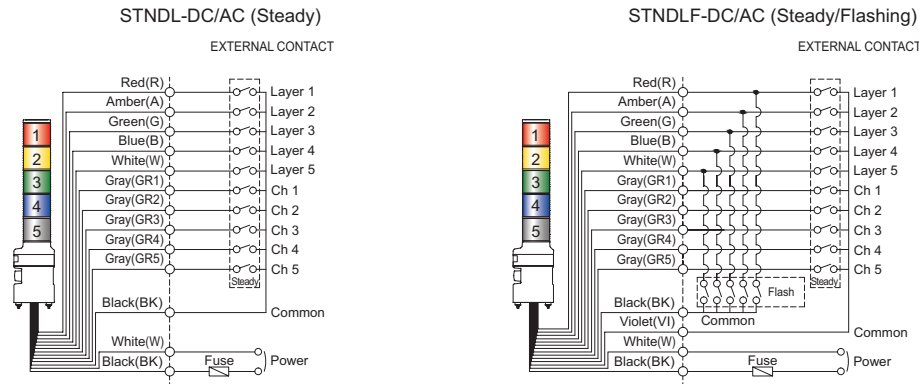 STNDL-DC/AC (Steady)
EXTERNAL CONTACT
Red(R)
Layer 1
Amber(A)
Layer 2
Green(G)
Layer 3
Blue(B)
Layer 4
White(W)
Layer 5
Gray(GR1)
Ch 1
Gray(GR2)
Ch 2
Gray(GR3)
Ch 3
Gray(GR4)
Ch 4
Gray(GR5)
Ch 5
Steady
1
2
3
4
5
Black(BK)
Common
White(W)
Black(BK)
Fuse
Power
STNDLF-DC/AC (Steady/Flashing)
EXTERNAL CONTACT
Red(R)
Layer 1
Amber(A)
Layer 2
Green(G)
Layer 3
Blue(B)
Layer 4
White(W)
Layer 5
Gray(GR1)
Ch 1
Gray(GR2)
Ch 2
Gray(GR3)
Ch 3
Gray(GR4)
Ch 4
Gray(GR5)
Ch 5
Steady
Flash
1
2
3
4
5
Black(BK)
Common
Violet(VI)
Common
White(W)
Black(BK)
Fuse
Power